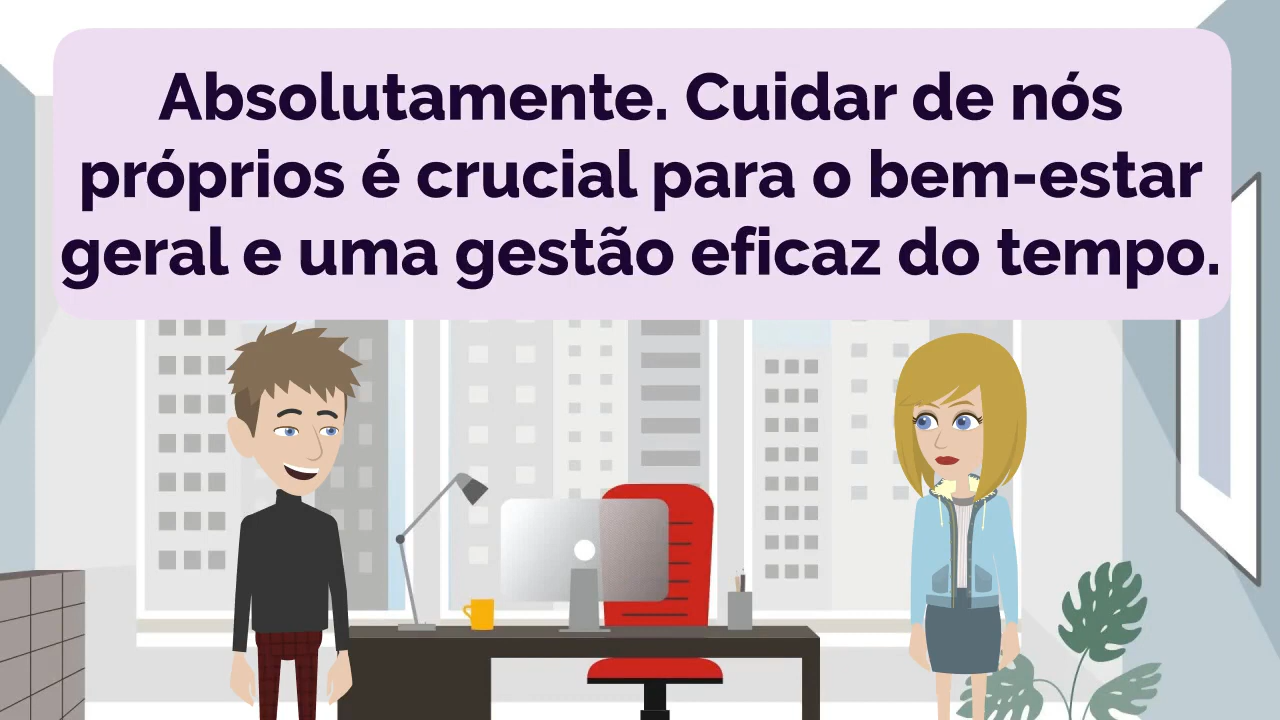 Absolutamente. Cuidar de nós
próprios é crucial para o bem-estar
geral e uma gestão eficaz do tempo.